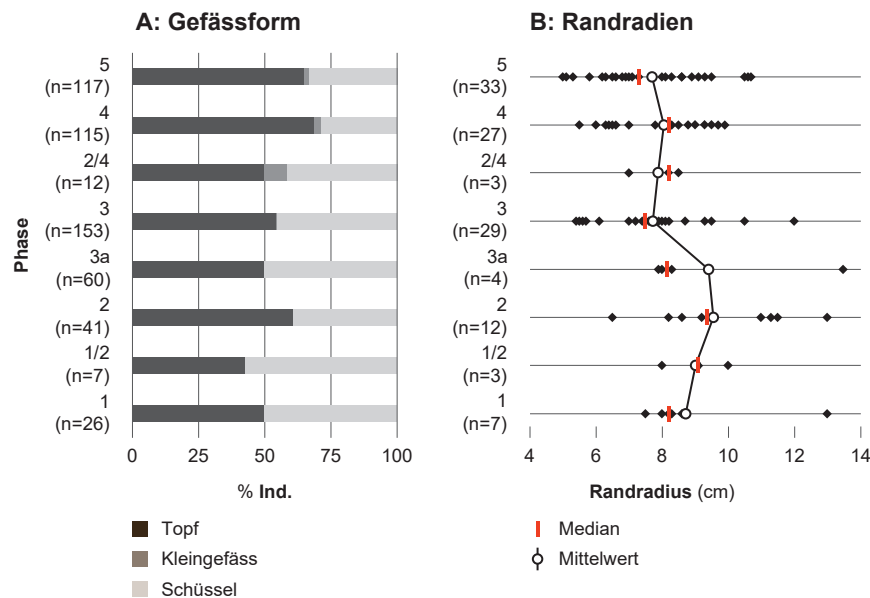 A: Gefässform
Phase
5
(n=117)
4
(n=115)
2/4
(n=12)
3
(n=153)
3a
(n=60)
2
(n=41)
1/2
(n=7)
1
(n=26)
0 25 50 75 100
% Ind.
Topf
Kleingefäss
Schüssel
B: Randradien
5
(n=33)
4
(n=27)
2/4
(n=3)
3
(n=29)
3a
(n=4)
2
(n=12)
1/2
(n=3)
1
(n=7)
4 6 8 10 12 14
Randradius (cm)
Median
Mittelwert